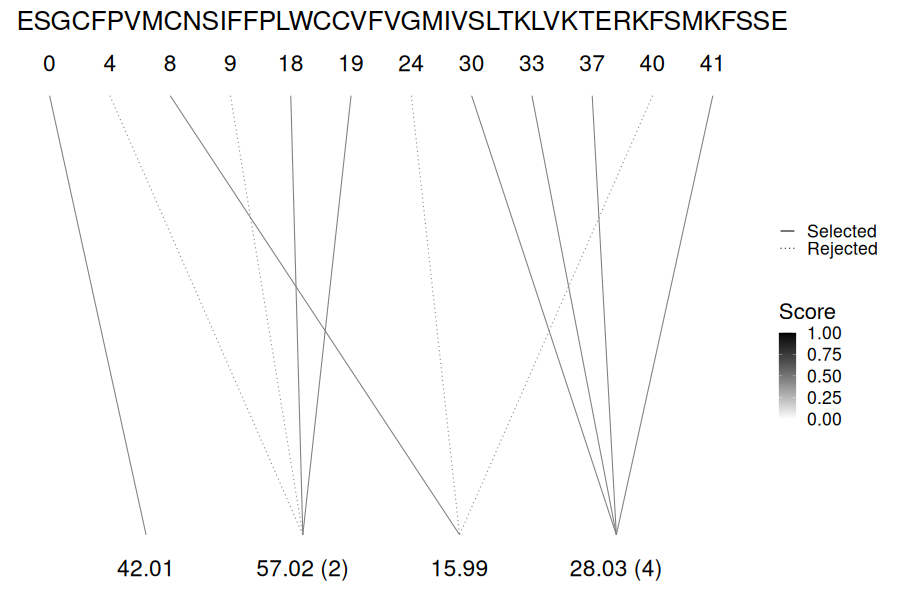 ESGCFPVMCNSIFFPLWCCVFVGMIVSLTKLVKTERKFSMKFSSE
0 4 8 9 18 19 24 30 33 37 40 41
Selected
Rejected
Score
1.00
0.75
0.50
0.25
0.00
42.01 57.02 (2) 15.99 28.03 (4)